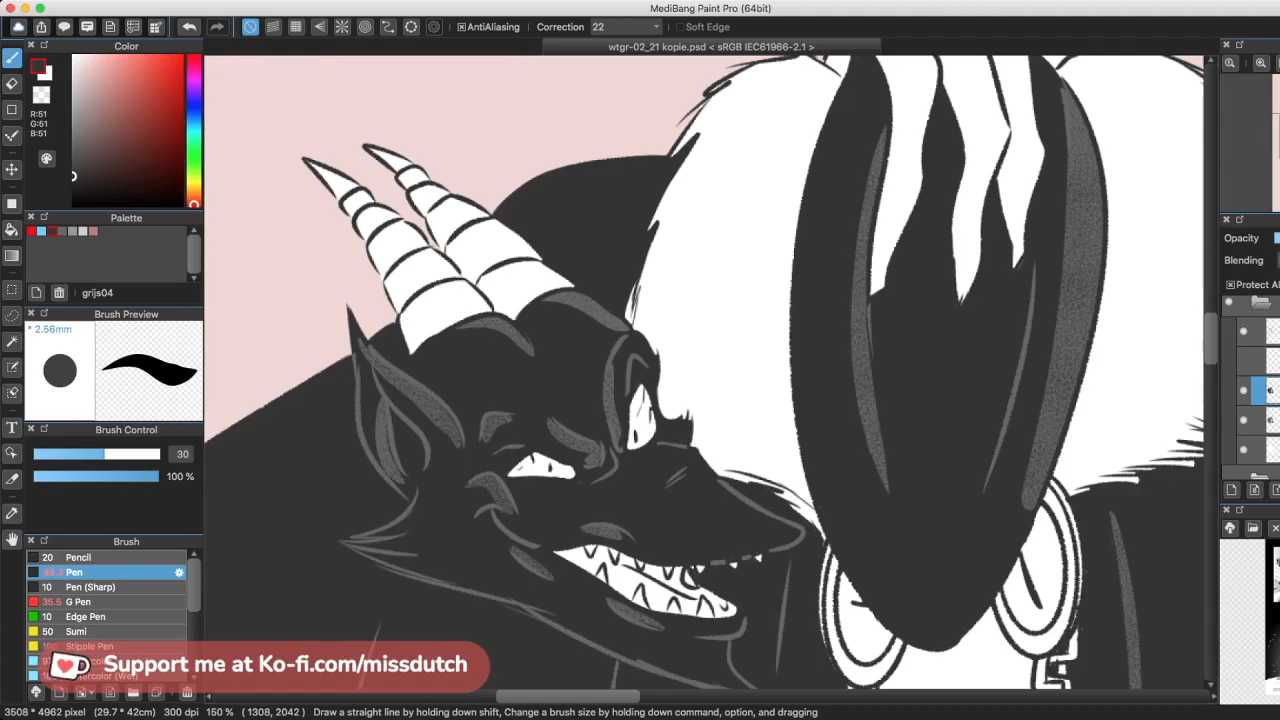 MediBang Paint Pro (64bit)
AntiAliasing Correction 22 Soft Edge
wtgr-02_21 kopie.psd < sRGB IEC61966-2.1 >
Color
R:51
G:51
B:51
Palette
grijs04
Brush Preview
* 2.56mm
Brush Control
30
100 %
Brush
20 Pencil
Pen
10 Pen (Sharp)
35.5 G Pen
10 Edge Pen
50 Sumi
Stipple Pen
Support me at Ko-fi.com/missdutch
Opacity
Blending
T
3508 * 4962 pixel (29.7 * 42cm) 300 dpi 150 % ( 1308, 2042 ) Draw a straight line by holding down shift, Change a brush size by holding down command, option, and dragging